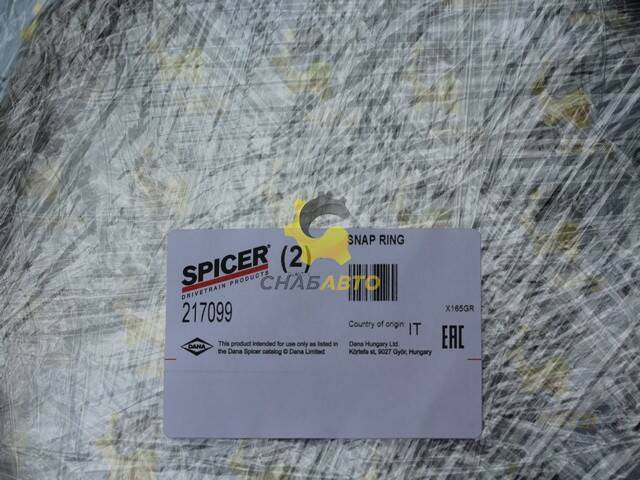 SPICER®
DRIVETRAIN PRODUCTS
(2)
217099
SNAP RING
СНАБАВТО
X165GR
Country of origin: IT
EAC
DANA
This product intended for use only as listed in
the Dana Spicer catalog © Dana Limited
Dana Hungary Ltd.
Körtefa st, 9027 Győr, Hungary